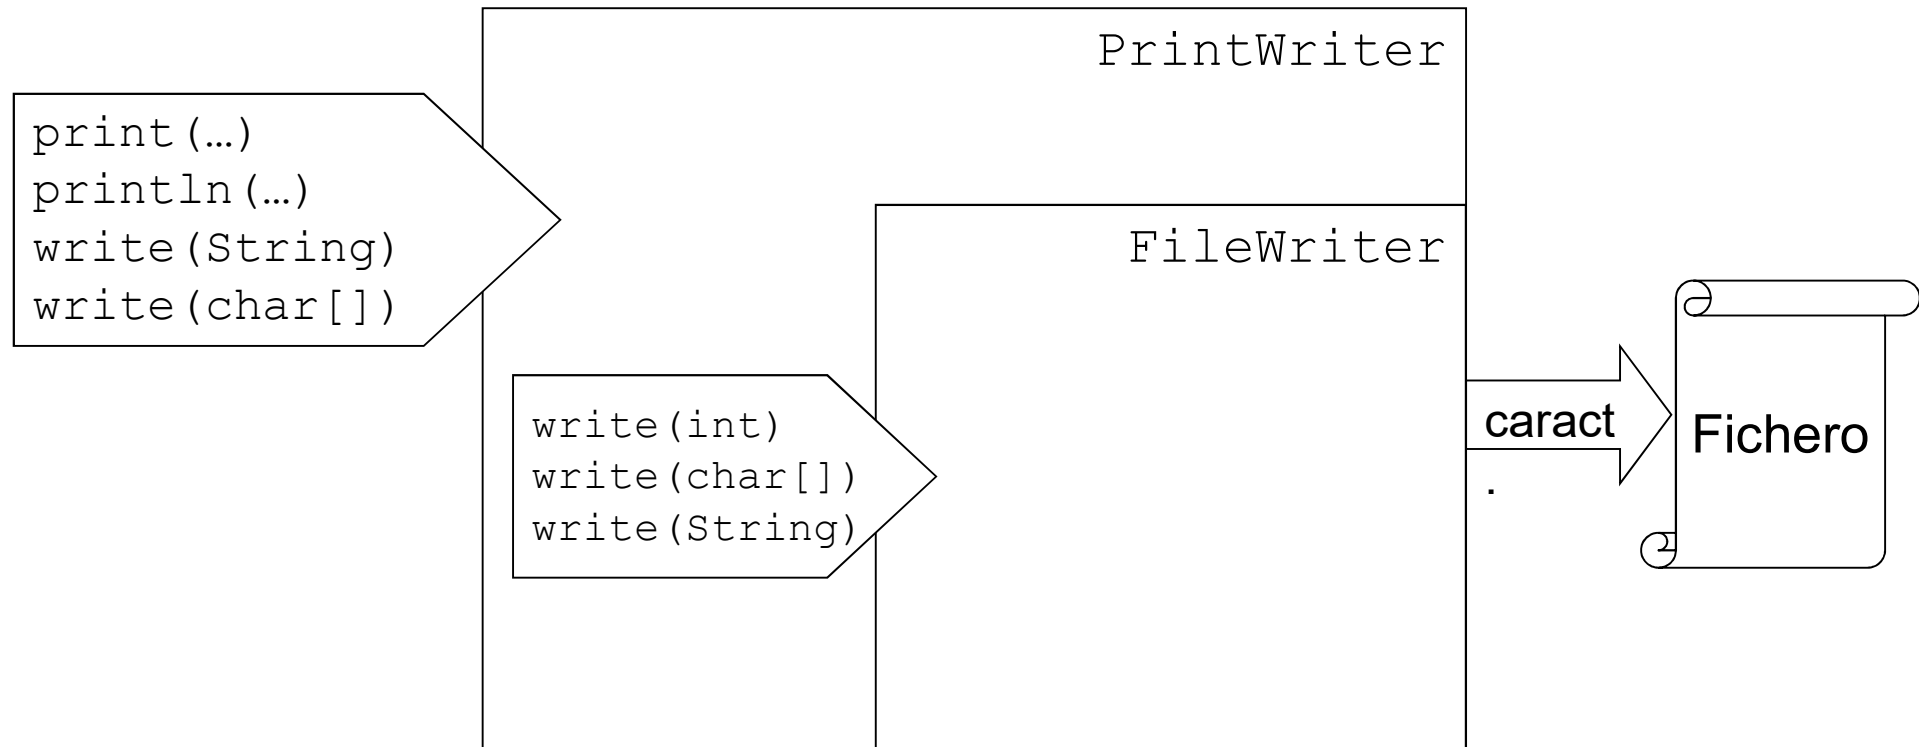 PrintWriter
print(…)
println(…)
write(String)
write(char[])
FileWriter
write(int)
write(char[])
write(String)
caract
.
Fichero